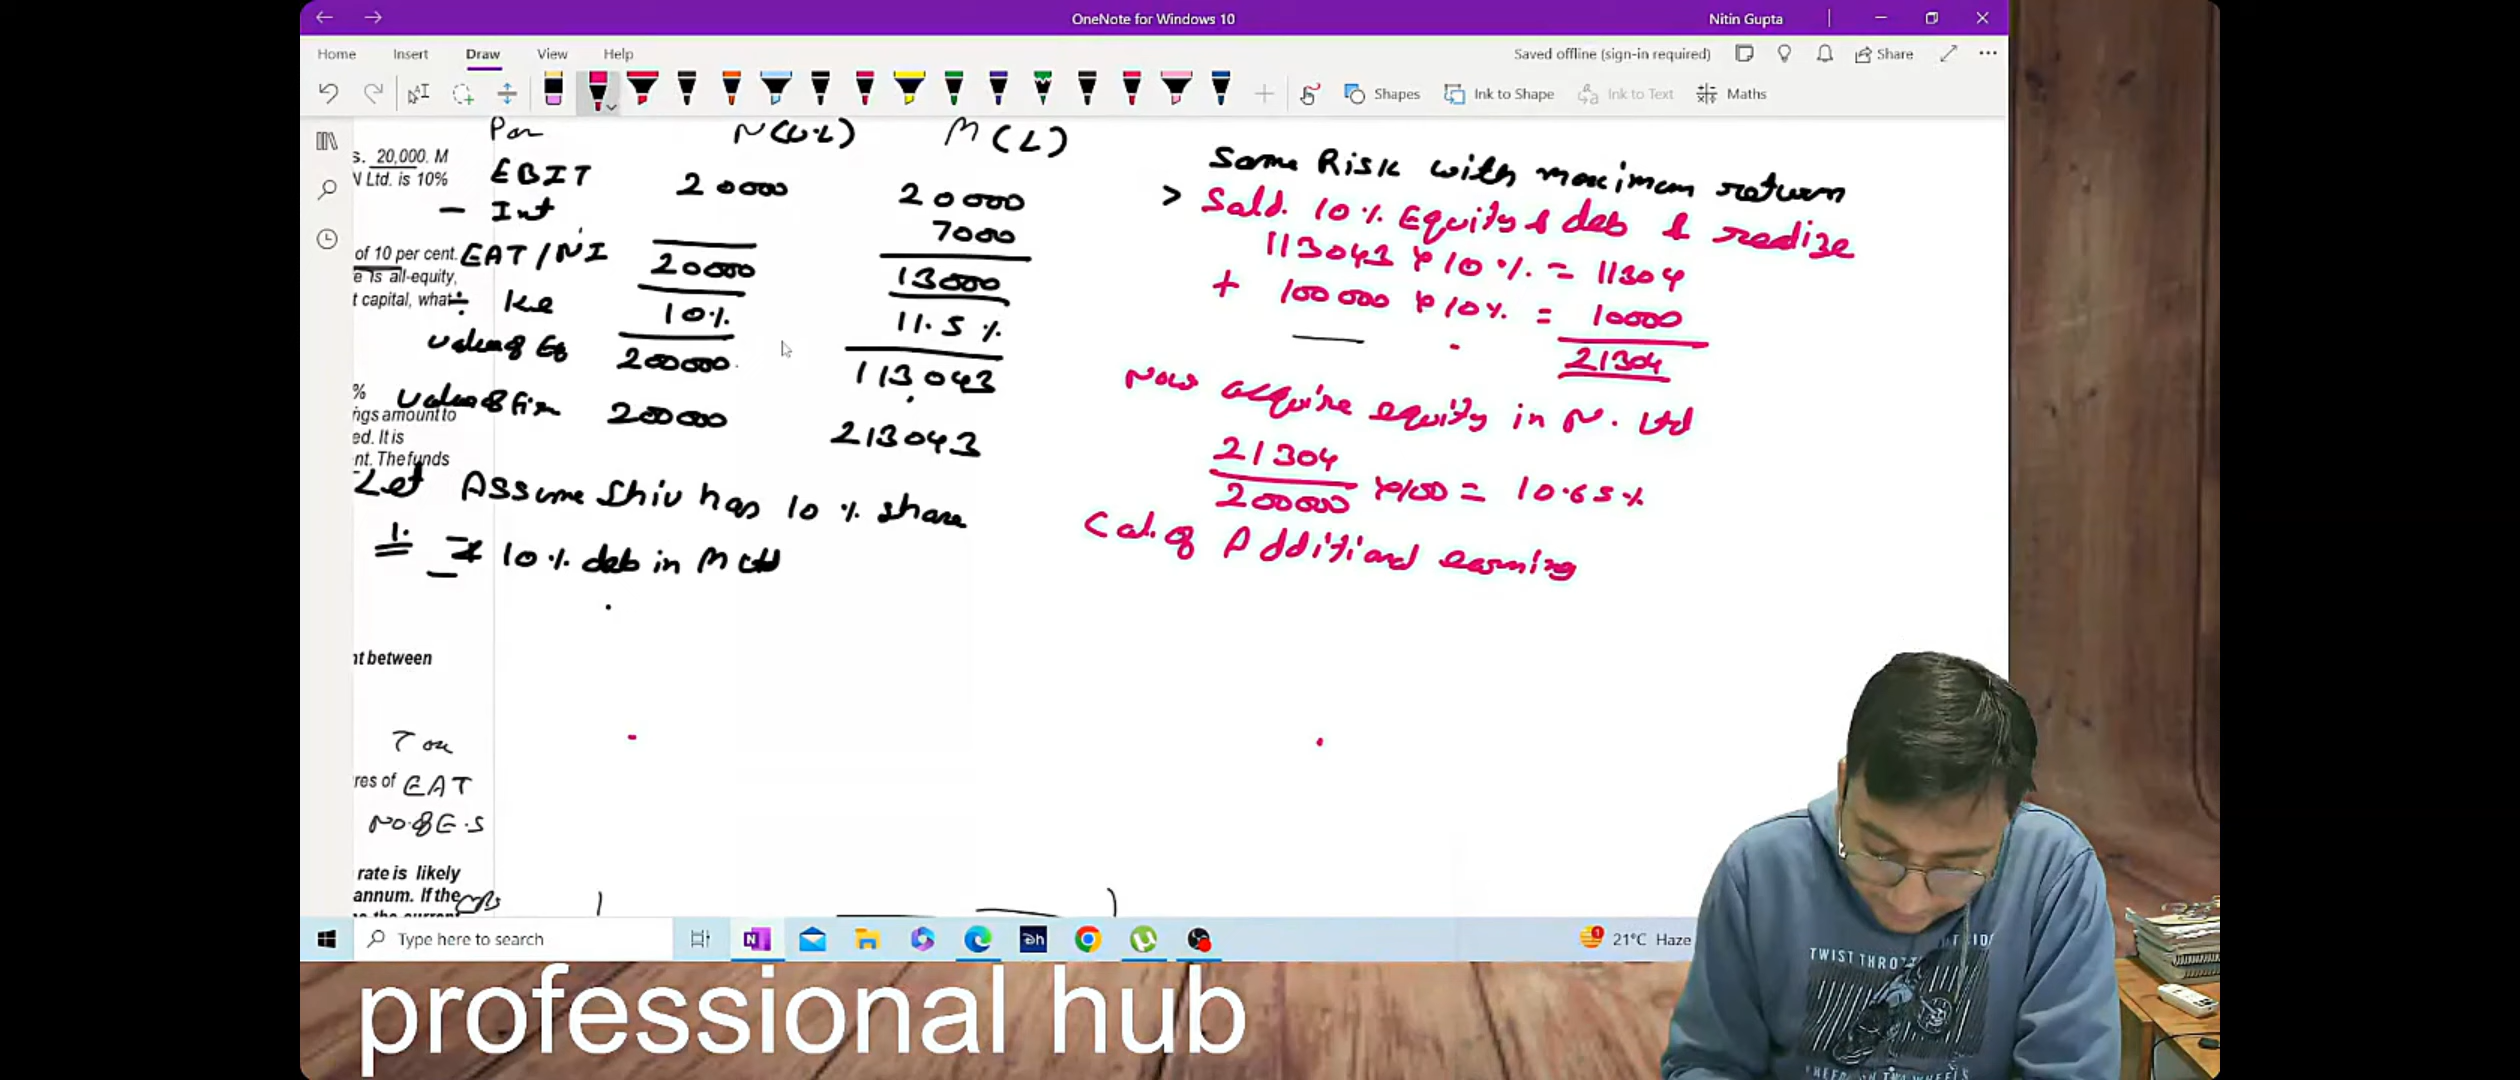 OneNote for Windows 10
Nitin Gupta
Home Insert Draw View Help
Saved offline (sign-in required)
Share
Shapes
Ink to Shape
Ink to Text
Maths
Par N(U.L) M(L)
s. 20,000. M
N Ltd. is 10%
EBIT 20000 20000
- Int 7000
of 10 per cent.
EAT/NI 20000 13000
e is all-equity,
t capital, what
÷ Ke 10% 11.5%
Value of Eq 200000 113043
%
Value of Firm 200000 213043
ings amount to
ed. It is
nt. The funds
Let Assume Shiv has 10% share
1. & 10% deb in M Ltd
Same Risk with maximum return
> Sold. 10% Equity & deb & realize
113043 × 10% = 11304
+ 100000 × 10% = 10000
21304
Now acquire equity in N. Ltd
21304
200000 ×100 = 10.65%
Cal. of Additional earning
nt between
res of EAT
No. of E.S
rate is likely
annum. If the
Type here to search
21°C Haze
professional hub
TWIST THRO